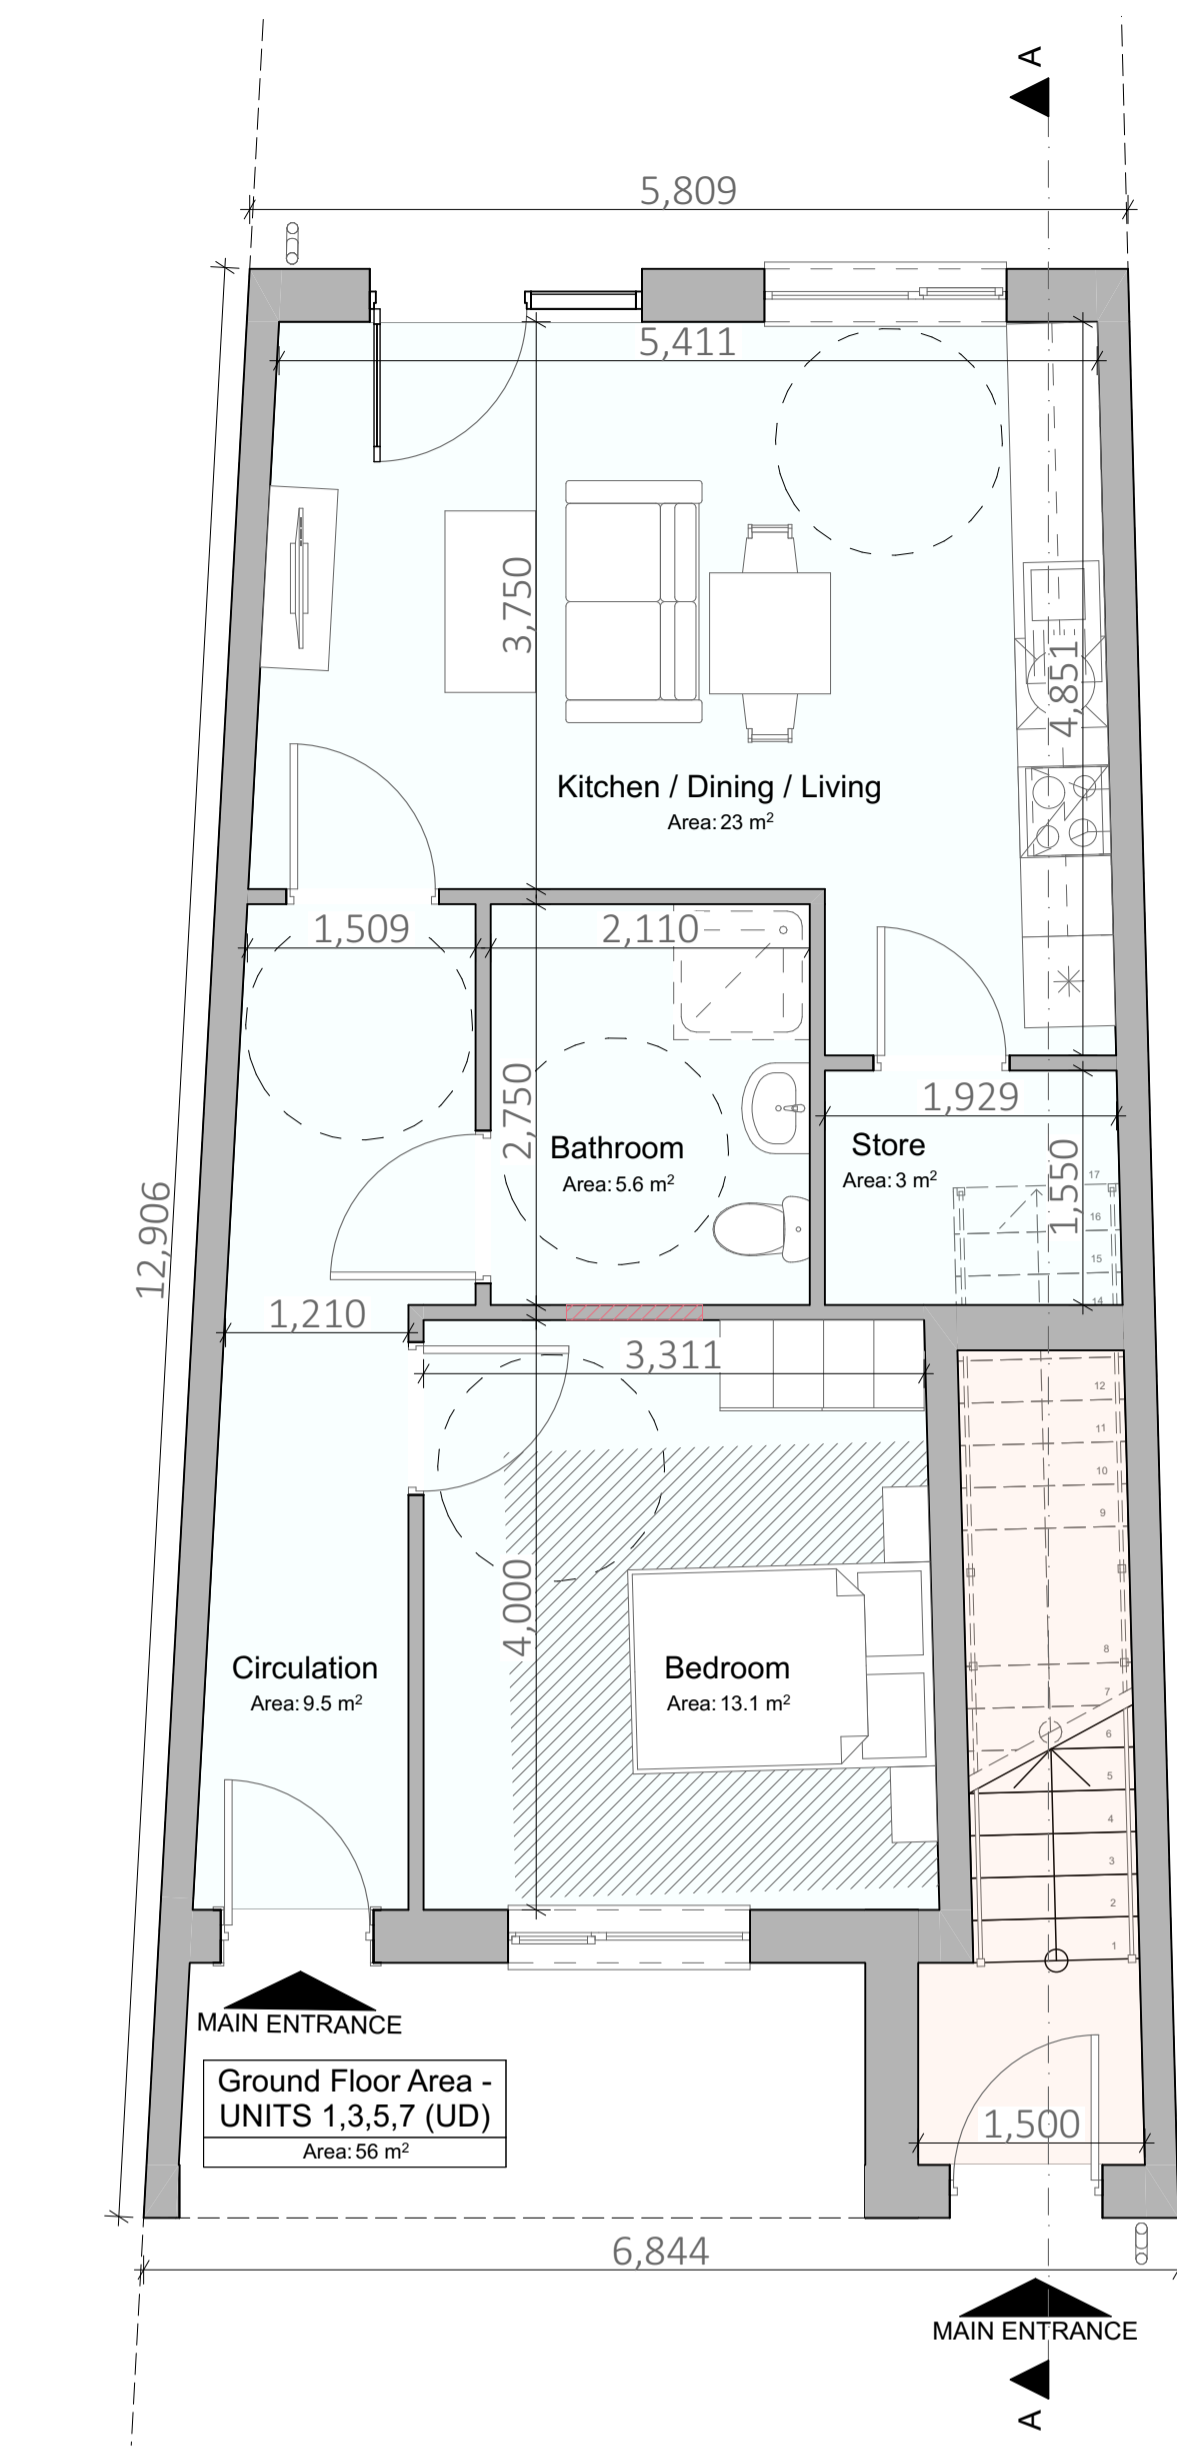 A
5,809
5,411
3,750
4,851
Kitchen / Dining / Living
Area: 23 m²
1,509
2,110
2,750
1,929
Bathroom
Area: 5.6 m²
Store
Area: 3 m²
1,550
17
16
15
14
12,906
1,210
3,311
12
11
10
9
4,000
Circulation
Area: 9.5 m²
Bedroom
Area: 13.1 m²
8
7
6
5
4
3
2
1
MAIN ENTRANCE
Ground Floor Area -
UNITS 1,3,5,7 (UD)
Area: 56 m²
1,500
6,844
MAIN ENTRANCE
A